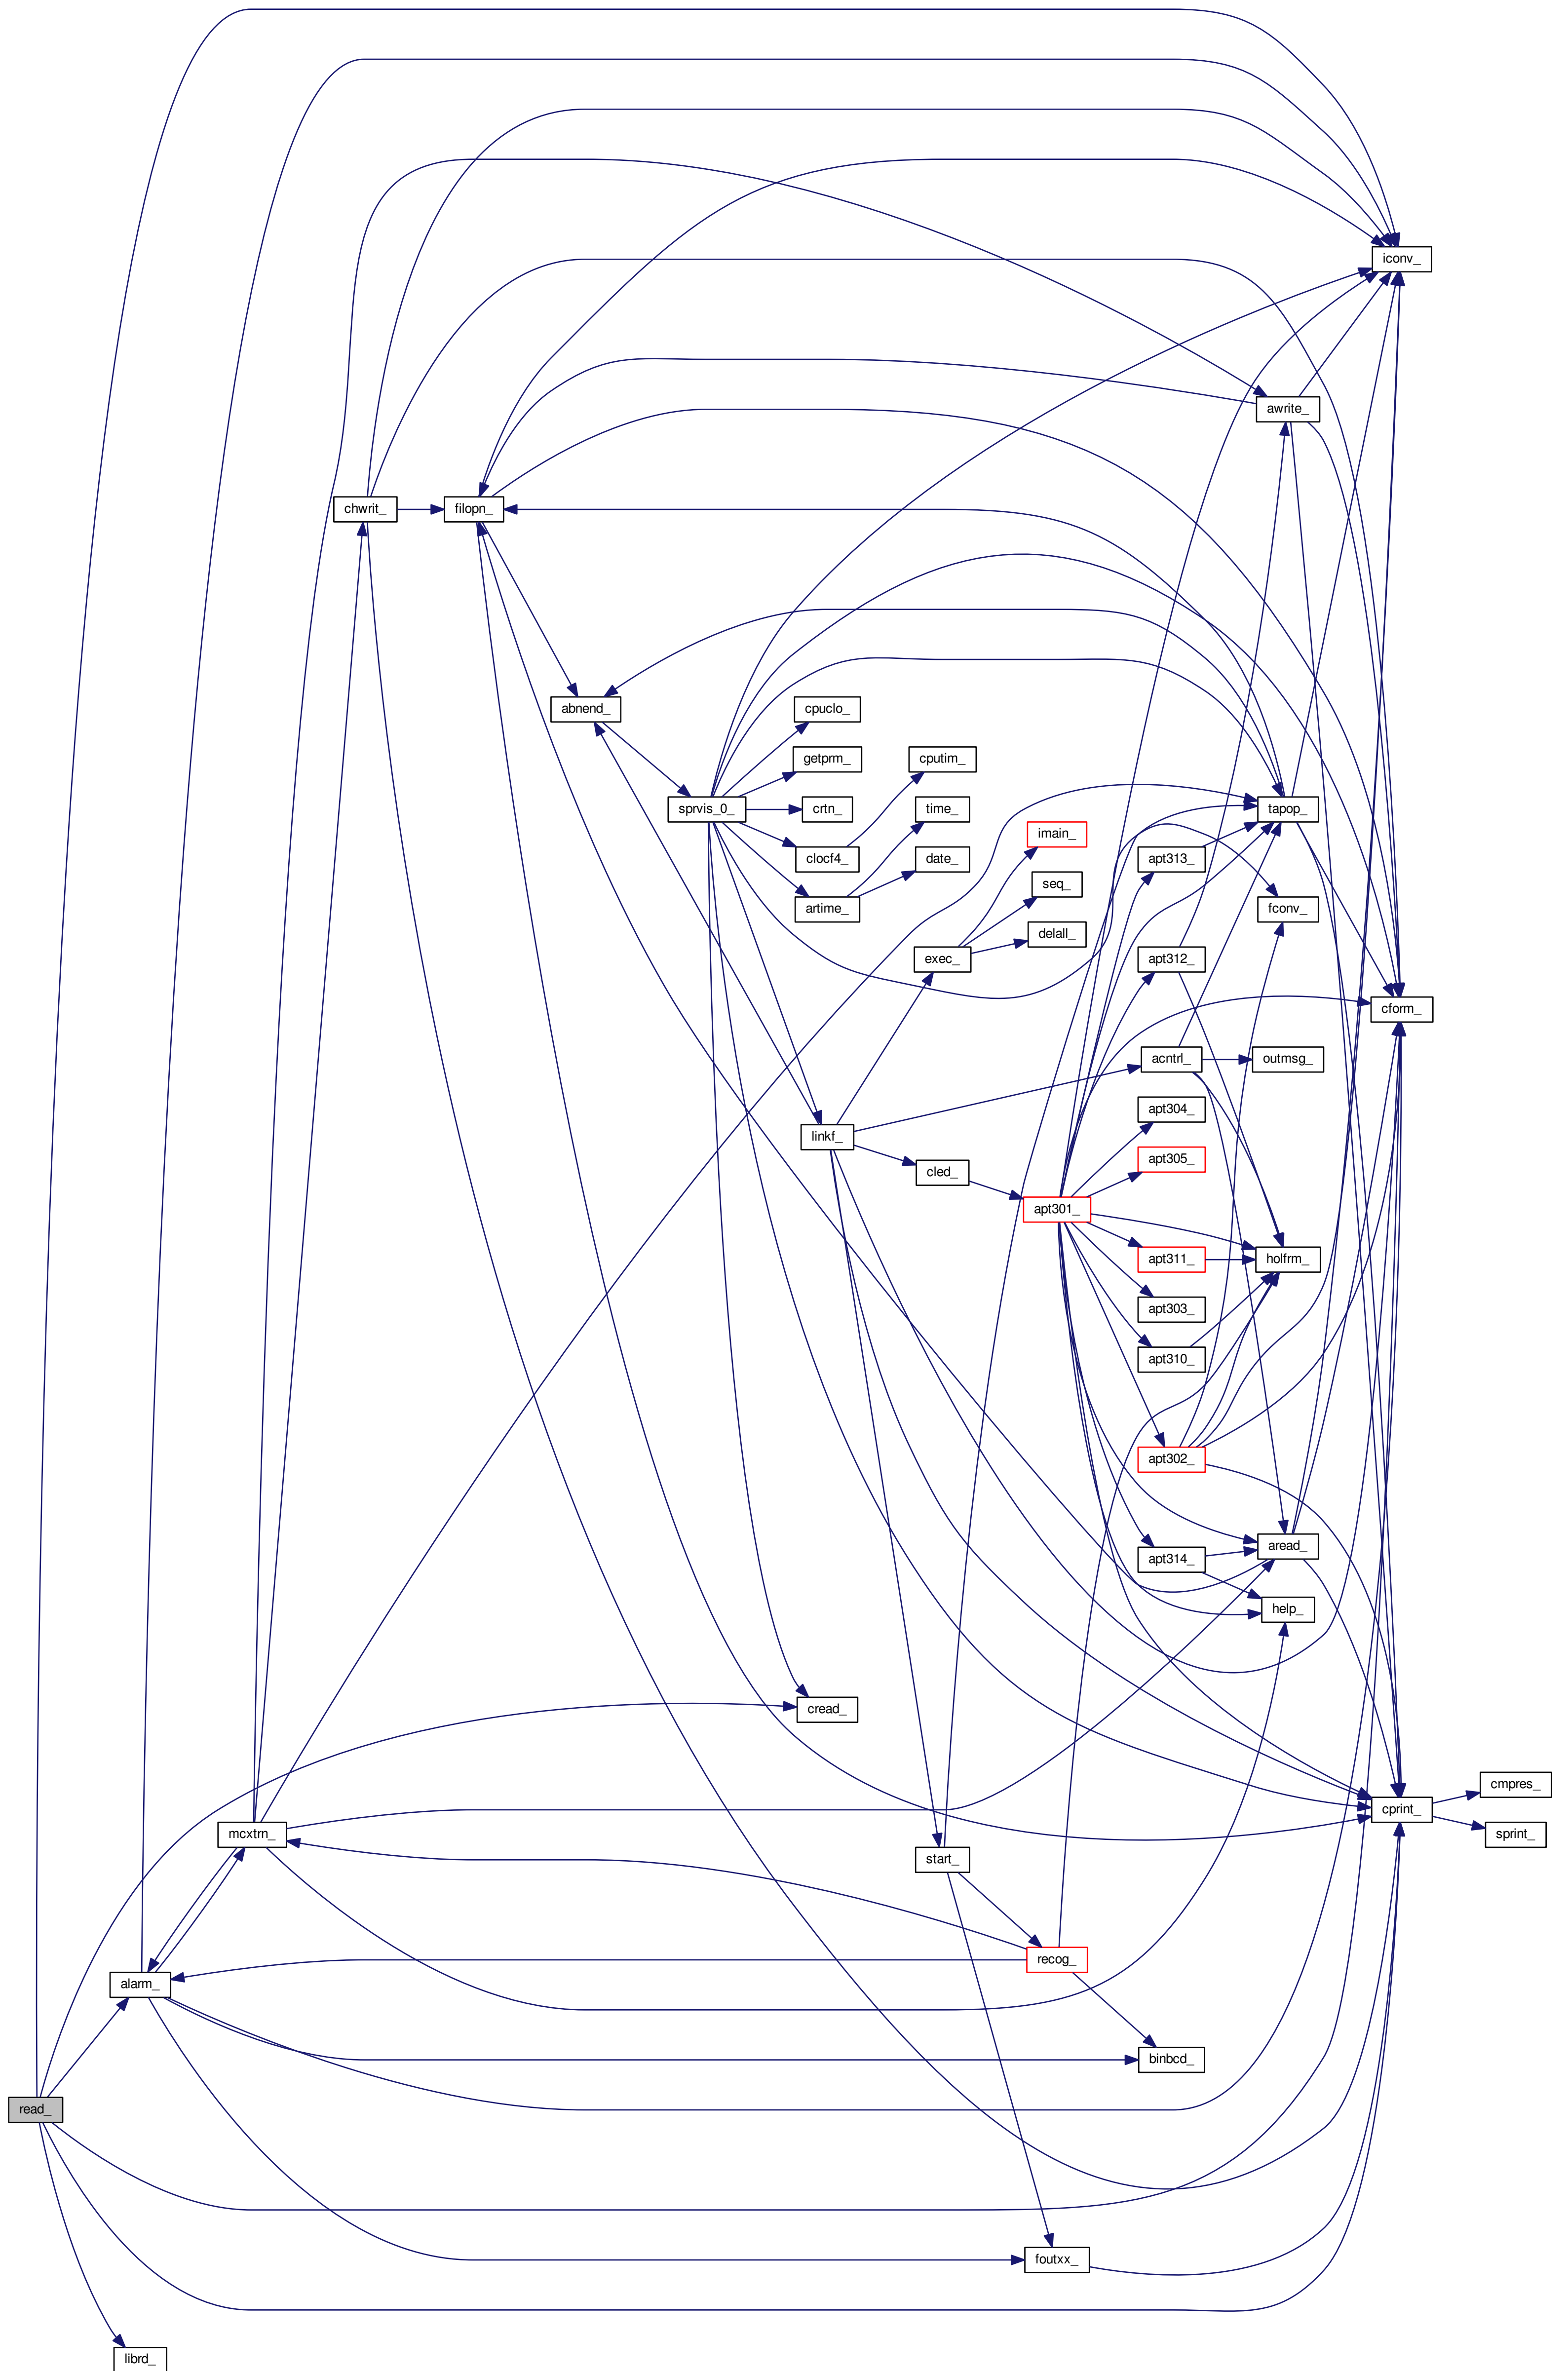 iconv_
awrite_
chwrit_
filopn_
abnend_
cpuclo_
getprm_
cputim_
sprvis_0_
crtn_
time_
tapop_
imain_
clocf4_
apt313_
date_
seq_
artime_
fconv_
delall_
exec_
apt312_
cform_
acntrl_
outmsg_
apt304_
linkf_
apt305_
cled_
apt301_
apt311_
holfrm_
apt303_
apt310_
apt302_
aread_
apt314_
help_
cread_
cmpres_
cprint_
mcxtrn_
sprint_
start_
recog_
alarm_
binbcd_
read_
foutxx_
librd_